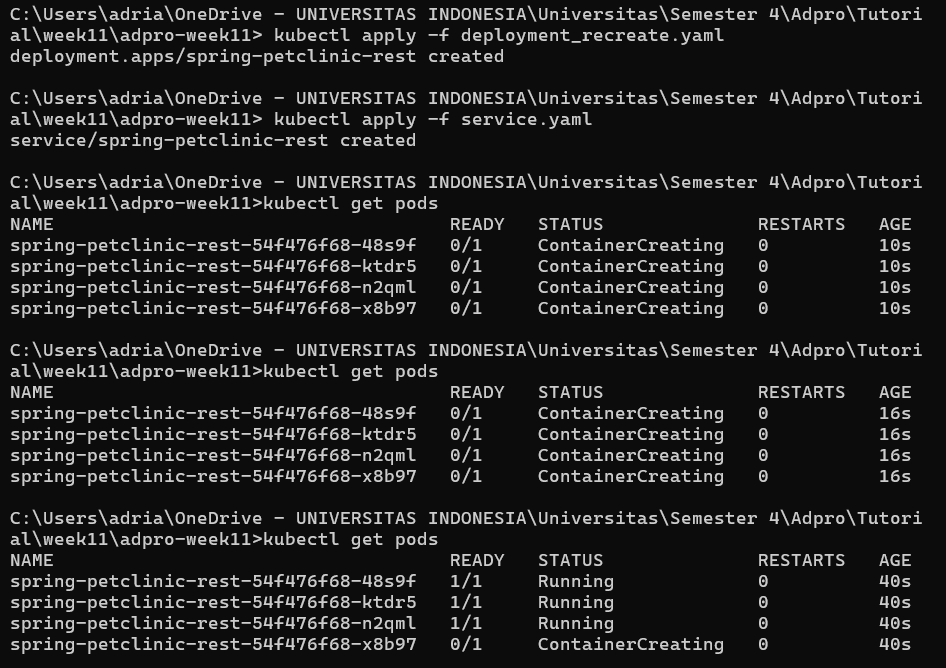 C:\Users\adria\OneDrive - UNIVERSITAS INDONESIA\Universitas\Semester 4\Adpro\Tutori
al\week11\adpro-week11> kubectl apply -f deployment_recreate.yaml
deployment.apps/spring-petclinic-rest created

C:\Users\adria\OneDrive - UNIVERSITAS INDONESIA\Universitas\Semester 4\Adpro\Tutori
al\week11\adpro-week11> kubectl apply -f service.yaml
service/spring-petclinic-rest created

C:\Users\adria\OneDrive - UNIVERSITAS INDONESIA\Universitas\Semester 4\Adpro\Tutori
al\week11\adpro-week11>kubectl get pods
NAME                                    READY   STATUS              RESTARTS   AGE
spring-petclinic-rest-54f476f68-48s9f   0/1     ContainerCreating   0          10s
spring-petclinic-rest-54f476f68-ktdr5   0/1     ContainerCreating   0          10s
spring-petclinic-rest-54f476f68-n2qml   0/1     ContainerCreating   0          10s
spring-petclinic-rest-54f476f68-x8b97   0/1     ContainerCreating   0          10s

C:\Users\adria\OneDrive - UNIVERSITAS INDONESIA\Universitas\Semester 4\Adpro\Tutori
al\week11\adpro-week11>kubectl get pods
NAME                                    READY   STATUS              RESTARTS   AGE
spring-petclinic-rest-54f476f68-48s9f   0/1     ContainerCreating   0          16s
spring-petclinic-rest-54f476f68-ktdr5   0/1     ContainerCreating   0          16s
spring-petclinic-rest-54f476f68-n2qml   0/1     ContainerCreating   0          16s
spring-petclinic-rest-54f476f68-x8b97   0/1     ContainerCreating   0          16s

C:\Users\adria\OneDrive - UNIVERSITAS INDONESIA\Universitas\Semester 4\Adpro\Tutori
al\week11\adpro-week11>kubectl get pods
NAME                                    READY   STATUS              RESTARTS   AGE
spring-petclinic-rest-54f476f68-48s9f   1/1     Running             0          40s
spring-petclinic-rest-54f476f68-ktdr5   1/1     Running             0          40s
spring-petclinic-rest-54f476f68-n2qml   1/1     Running             0          40s
spring-petclinic-rest-54f476f68-x8b97   0/1     ContainerCreating   0          40s